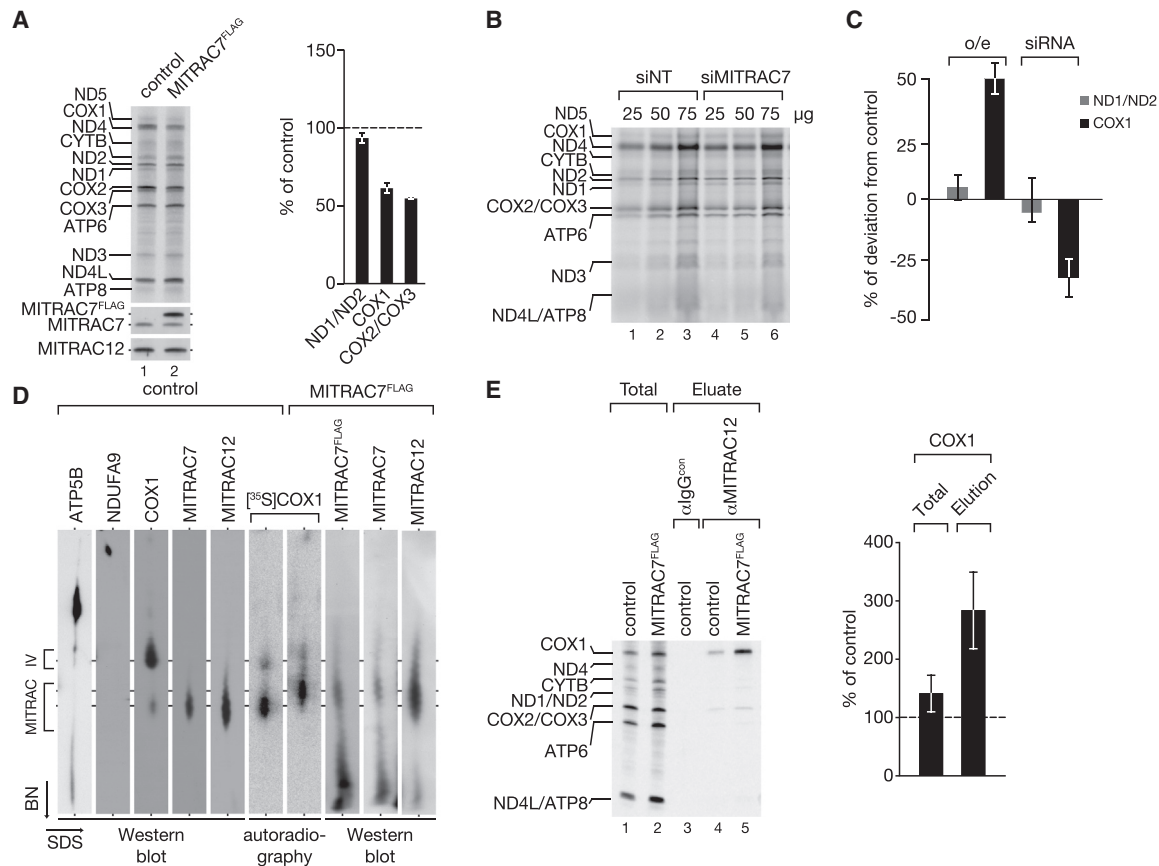 A
control
MITRAC7FLAG
ND5
COX1
ND4
CYTB
ND2
ND1
COX2
COX3
ATP6
ND3
ND4L
ATP8
MITRAC7FLAG
MITRAC7
MITRAC12
1 2
150
100
50
0
% of control
ND1/ND2
COX1
COX2/COX3
B
siNT siMITRAC7
25 50 75 25 50 75 µg
ND5
COX1
ND4
CYTB
ND2
ND1
COX2/COX3
ATP6
ND3
ND4L/ATP8
1 2 3 4 5 6
C
o/e siRNA
50
25
0
-25
-50
% of deviation from control
ND1/ND2
COX1
D
control MITRAC7FLAG
ATP5B
NDUFA9
COX1
MITRAC7
MITRAC12
[35S]COX1
MITRAC7FLAG
MITRAC7
MITRAC12
IV
MITRAC
BN
SDS
Western blot
autoradio-
graphy
Western blot
E
Total Eluate
αIgGcon
αMITRAC12
control
MITRAC7FLAG
control
control
MITRAC7FLAG
COX1
ND4
CYTB
ND1/ND2
COX2/COX3
ATP6
ND4L/ATP8
1 2 3 4 5
COX1
Total
Elution
400
300
200
100
0
% of control